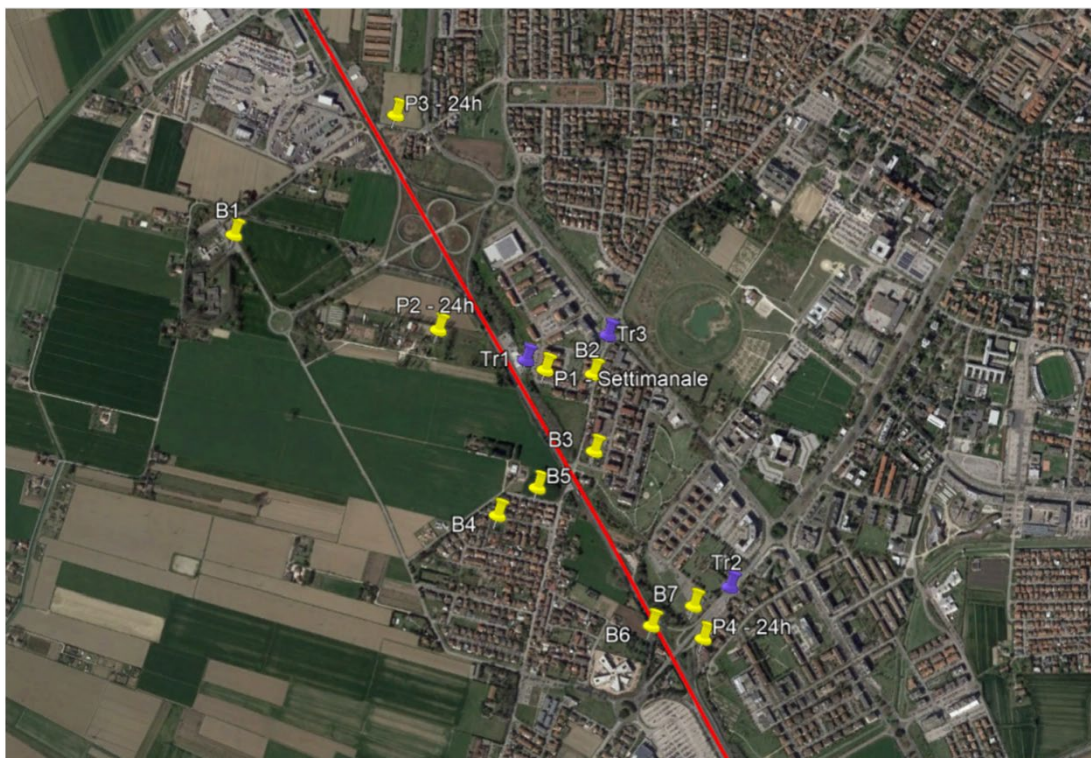 P3 - 24h
B1
P2 - 24h
Tr3
Tr1
B2
P1 - Settimanale
B3
B5
B4
Tr2
B7
B6
P4 - 24h